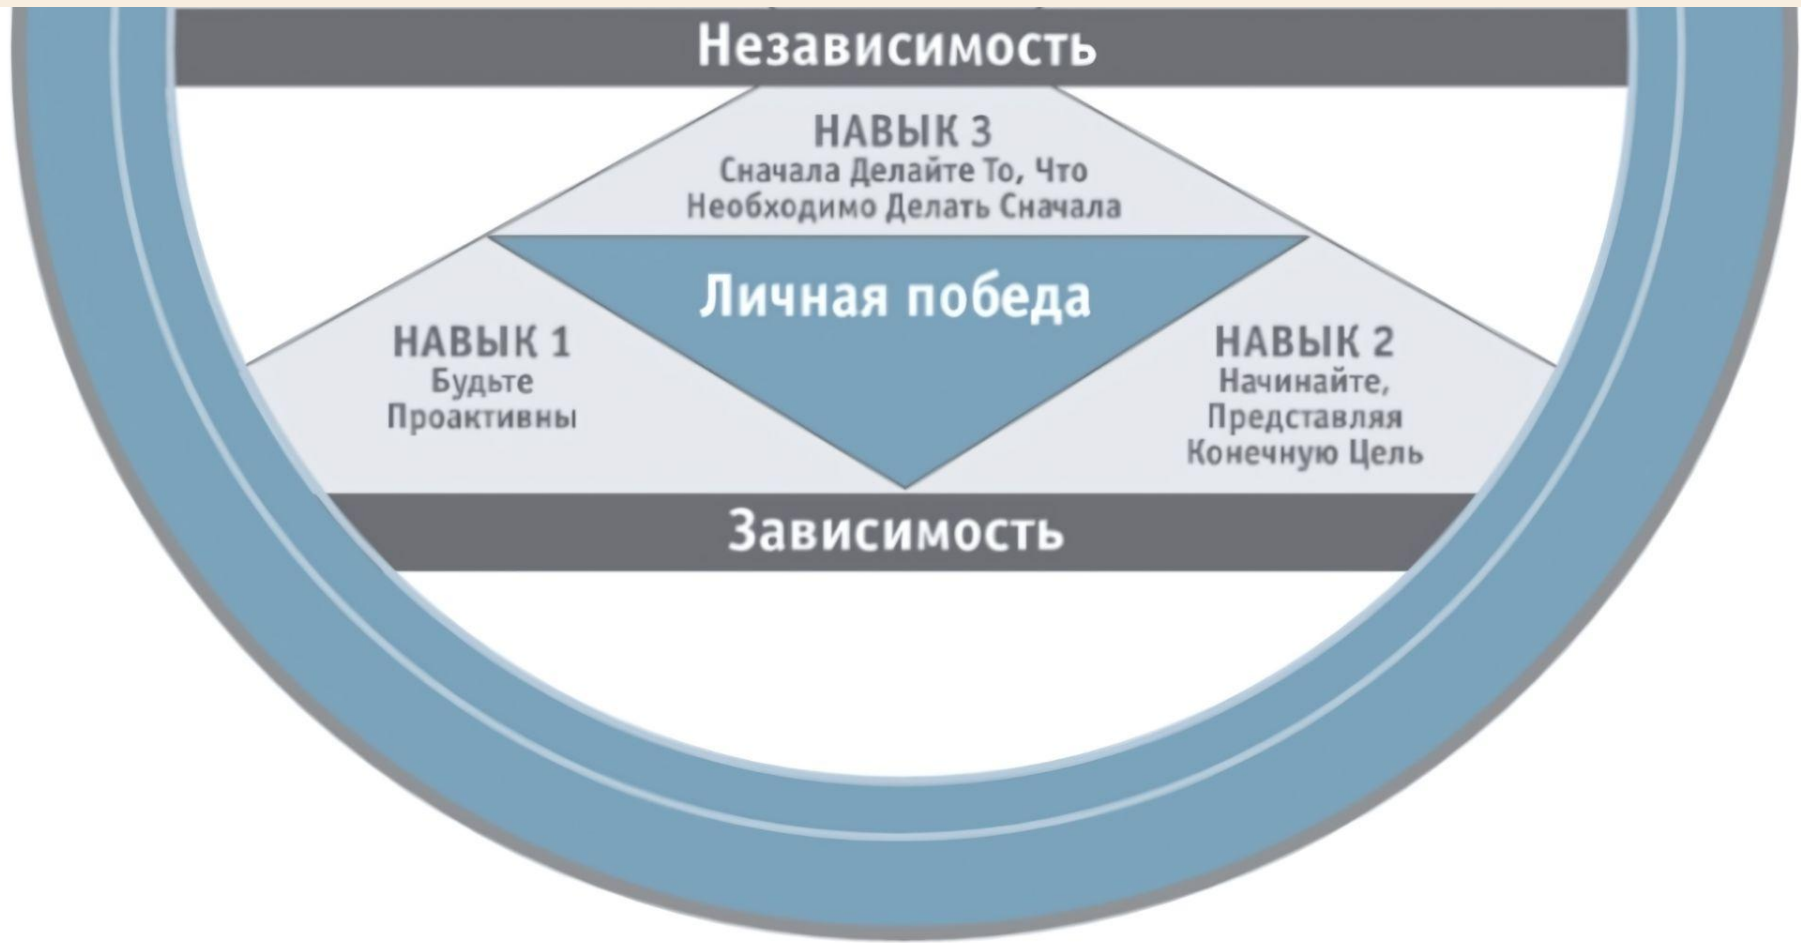 Независимость
НАВЫК 3
Сначала Делайте То, Что
Необходимо Делать Сначала
Личная победа
НАВЫК 1
Будьте
Проактивны
НАВЫК 2
Начинайте,
Представляя
Конечную Цель
Зависимость